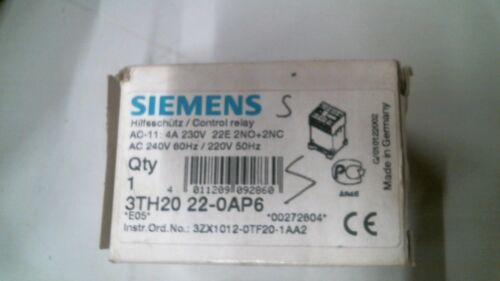 SIEMENS S
Hilfsschütz / Control relay
AC-11: 4A 230V 22E 2NO+2NC
AC 240V 60Hz / 220V 50Hz
Qty
1
4 011209 092860
S
3TH20 22-0AP6
*E05* *00272604*
Instr.Ord.No.: 3ZX1012-0TF20-1AA2
G/010122002
Made in Germany
CE